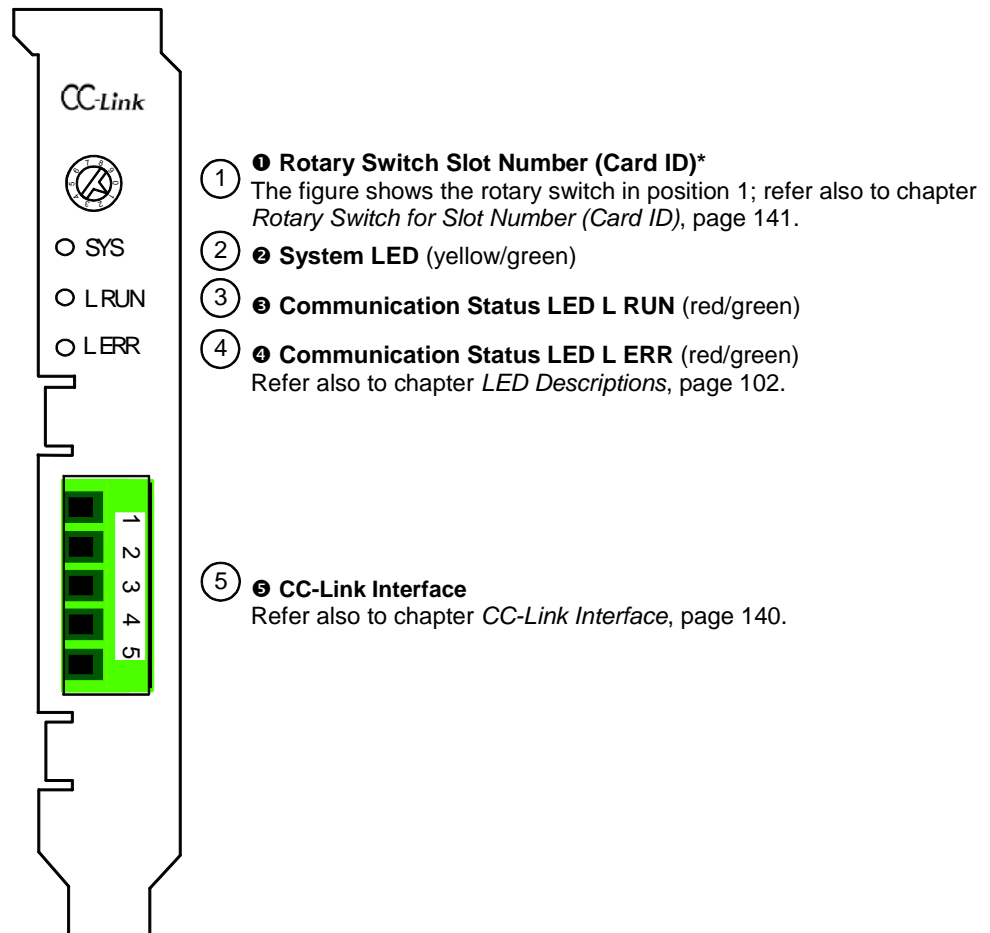 CC-Link
1 ❶ Rotary Switch Slot Number (Card ID)*
The figure shows the rotary switch in position 1; refer also to chapter
Rotary Switch for Slot Number (Card ID), page 141.
SYS
2 ❷ System LED (yellow/green)
L RUN
3 ❸ Communication Status LED L RUN (red/green)
L ERR
4 ❹ Communication Status LED L ERR (red/green)
Refer also to chapter LED Descriptions, page 102.
1
2
3
4
5
5 ❺ CC-Link Interface
Refer also to chapter CC-Link Interface, page 140.